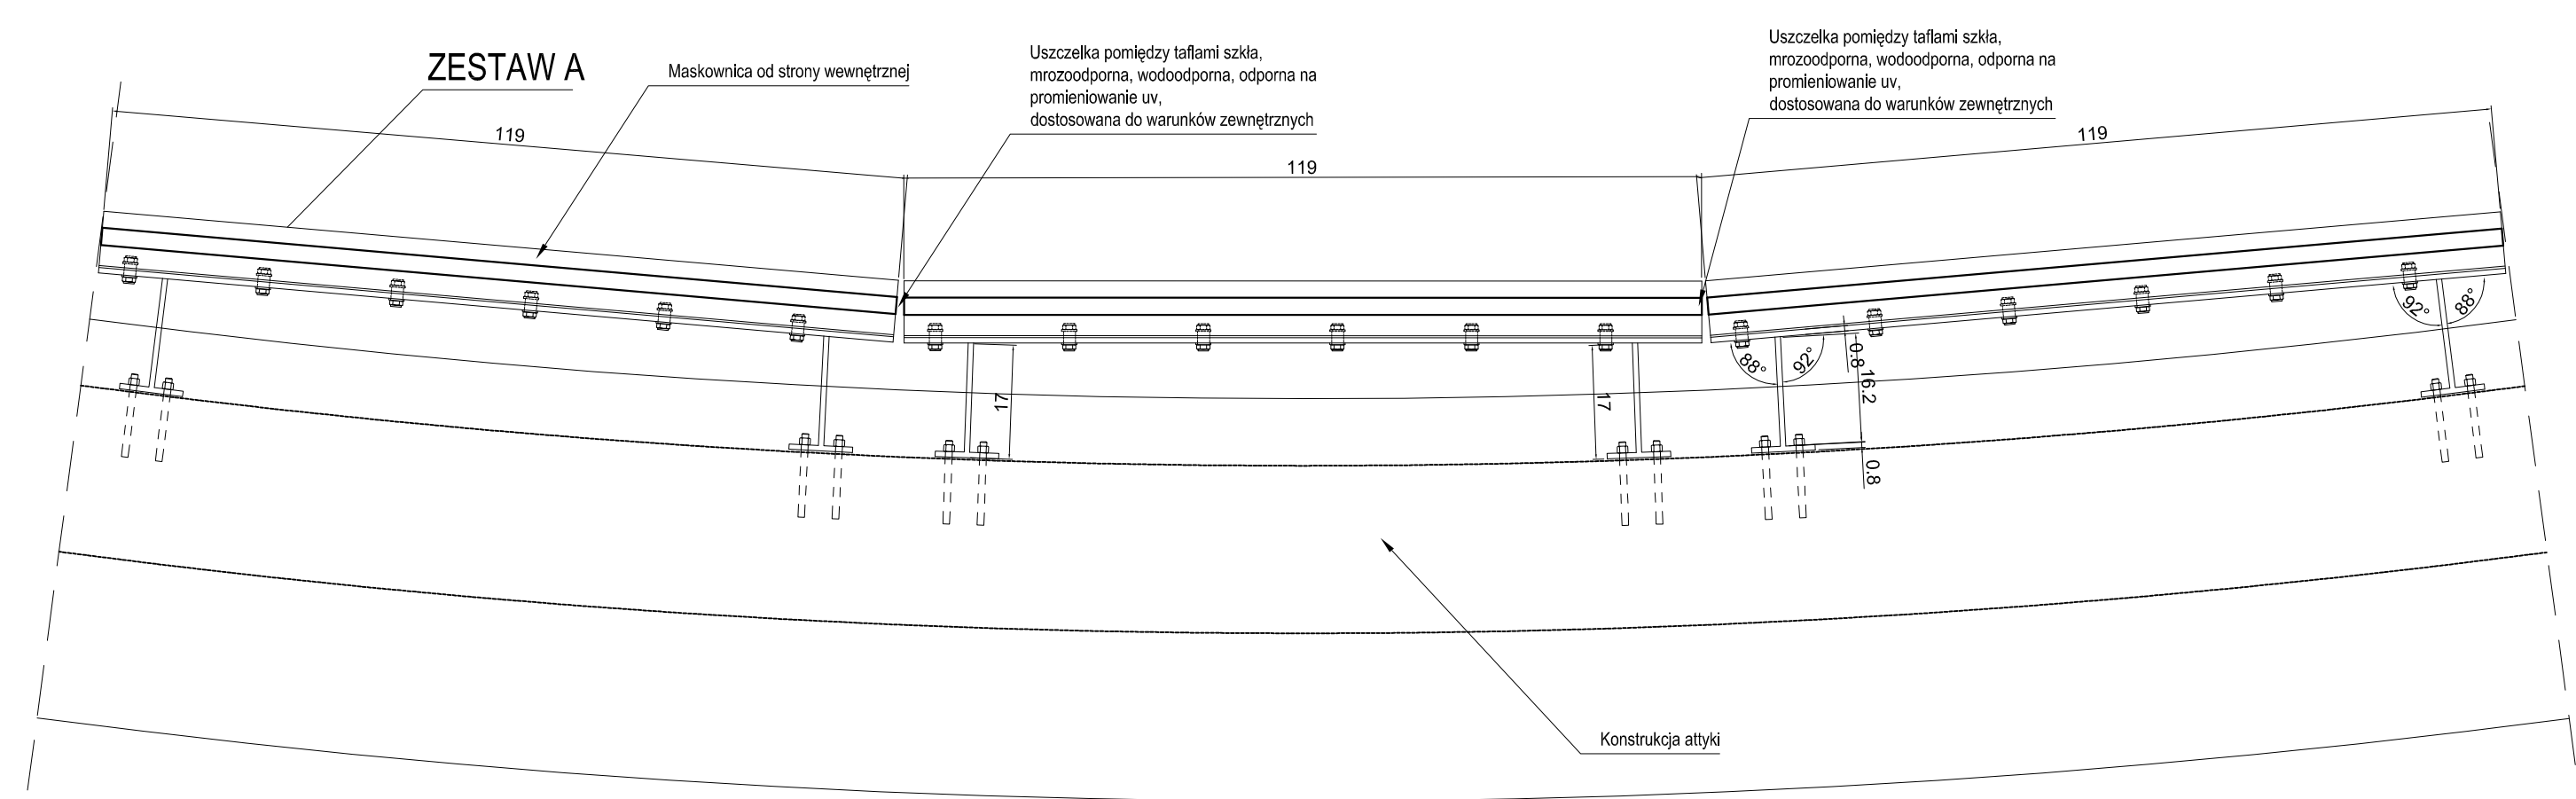 ZESTAW A
Maskownica od strony wewnętrznej
Uszczelka pomiędzy taflami szkła,
mrozoodporna, wodoodporna, odporna na
promieniowanie uv,
dostosowana do warunków zewnętrznych
Uszczelka pomiędzy taflami szkła,
mrozoodporna, wodoodporna, odporna na
promieniowanie uv,
dostosowana do warunków zewnętrznych
119
119
119
92°
88°
88°
92°
0.8
16.2
0.8
17
17
Konstrukcja attyki